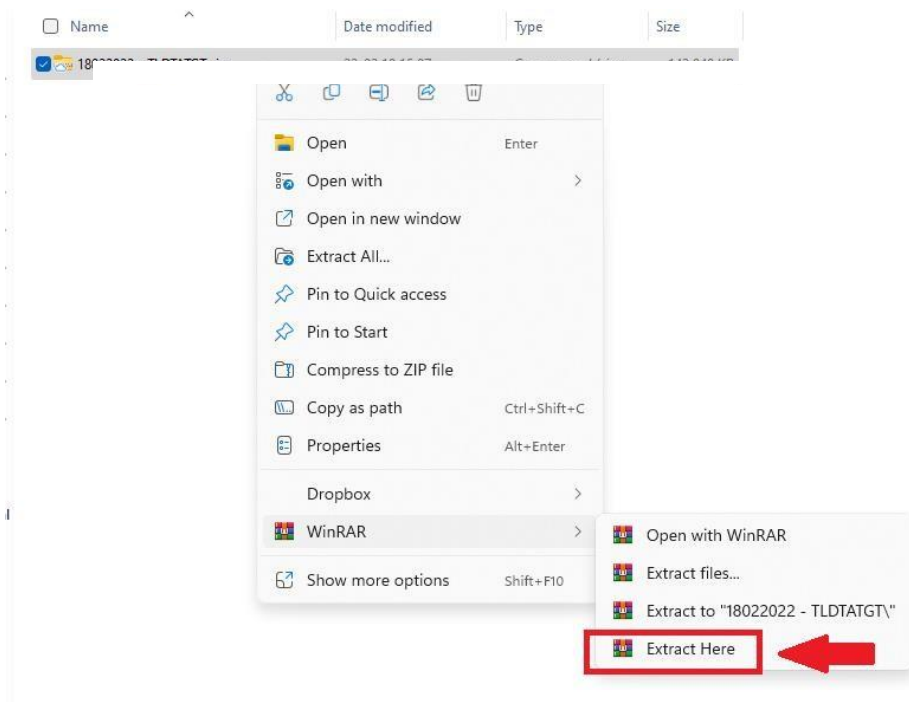 Name Date modified Type Size
Open Enter
Open with
Open in new window
Extract All...
Pin to Quick access
Pin to Start
Compress to ZIP file
Copy as path Ctrl+Shift+C
Properties Alt+Enter
Dropbox
WinRAR
Show more options Shift+F10
Open with WinRAR
Extract files...
Extract to "18022022 - TLDTATGT\"
Extract Here